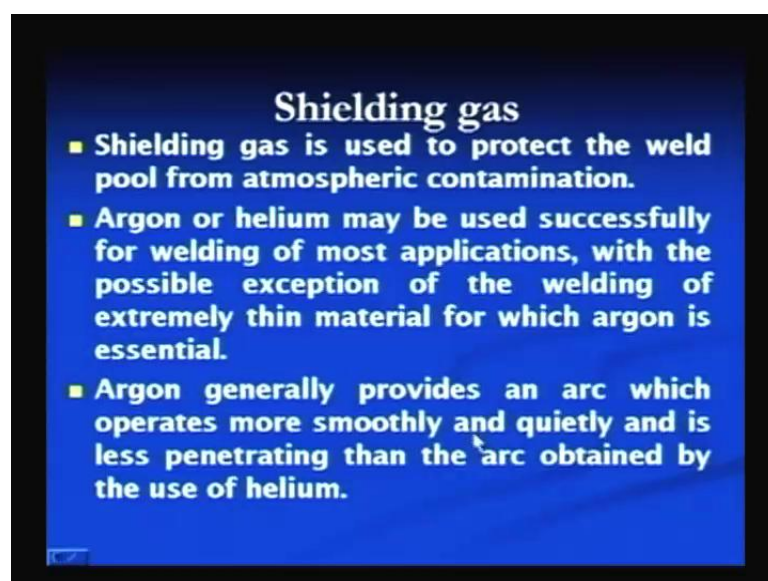 Shielding gas
Shielding gas is used to protect the weld
pool from atmospheric contamination.
Argon or helium may be used successfully
for welding of most applications, with the
possible exception of the welding of
extremely thin material for which argon is
essential.
Argon generally provides an arc which
operates more smoothly and quietly and is
less penetrating than the arc obtained by
the use of helium.